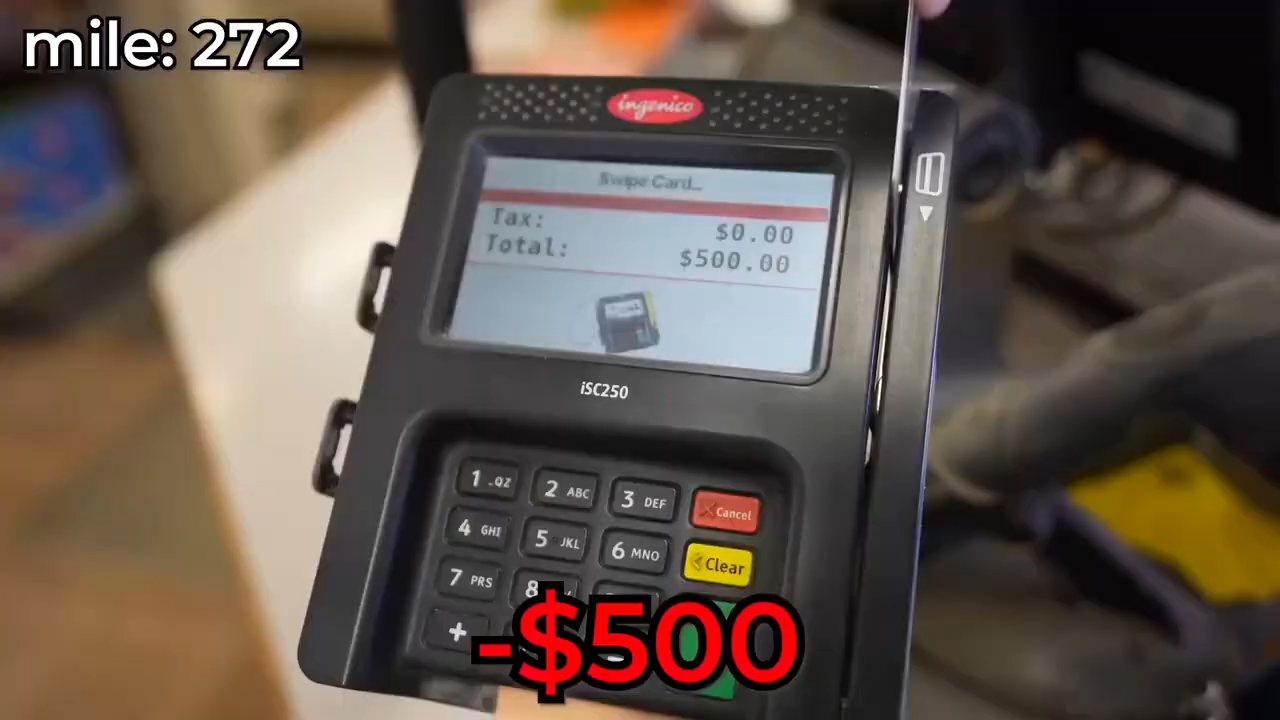 mile: 272
ingenico
Swipe Card...
Tax: $0.00
Total: $500.00
iSC250
1 -QZ 2 ABC 3 DEF Cancel
4 GHI 5 JKL 6 MNO Clear
7 PRS 8
+
-$500